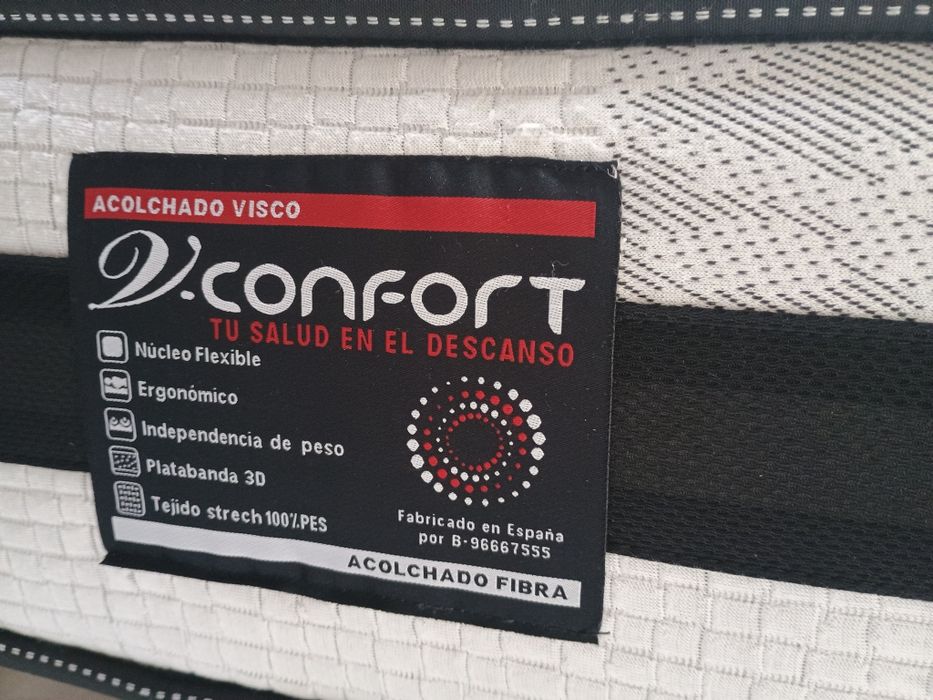 ACOLCHADO VISCO
V.CONFORT
TU SALUD EN EL DESCANSO
Núcleo Flexible
Ergonómico
Independencia de peso
Platabanda 3D
Tejido strech 100%PES
Fabricado en España
por B-96667555
ACOLCHADO FIBRA